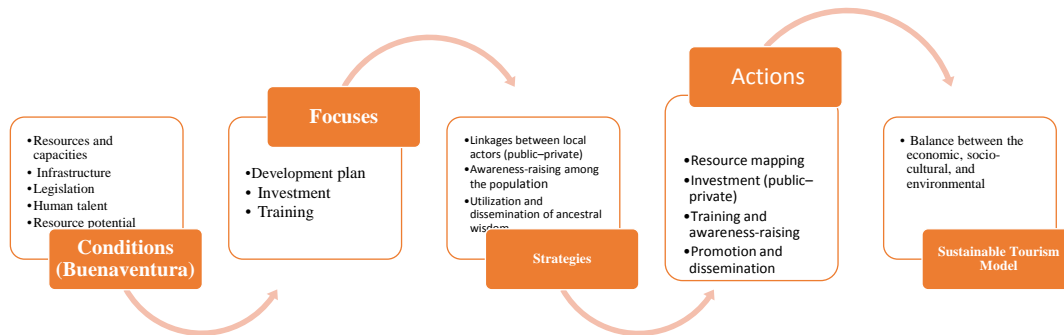 •Resources and
capacities
• Infrastructure
•Legislation
•Human talent
•Resource potential
Conditions
(Buenaventura)
Focuses
•Development plan
• Investment
• Training
•Linkages between local
actors (public–private)
•Awareness-raising among
the population
•Utilization and
dissemination of ancestral
wisdom
Strategies
Actions
•Resource mapping
•Investment (public–
private)
•Training and
awareness-raising
•Promotion and
dissemination
• Balance between the
economic, socio-
cultural, and
environmental
Sustainable Tourism
Model